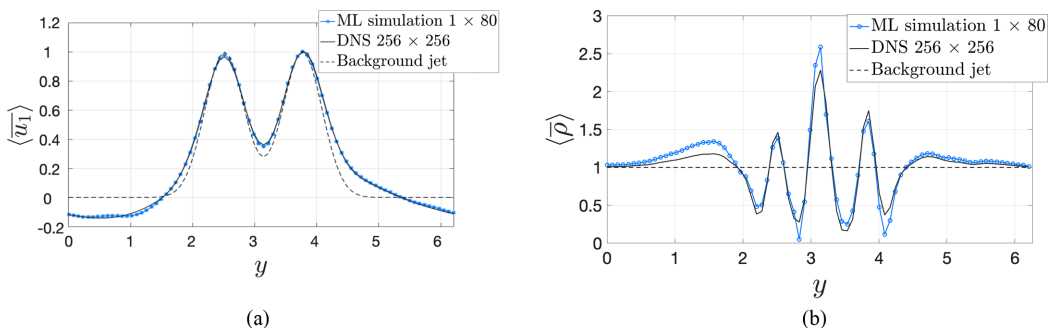 ML simulation 1 × 80
DNS 256 × 256
Background jet
1.2
1
0.8
0.6
0.4
0.2
0
-0.2
⟨u̅₁⟩
0 1 2 3 4 5 6
y
(a)
ML simulation 1 × 80
DNS 256 × 256
Background jet
3
2.5
2
1.5
1
0.5
0
⟨ρ̅⟩
0 1 2 3 4 5 6
y
(b)